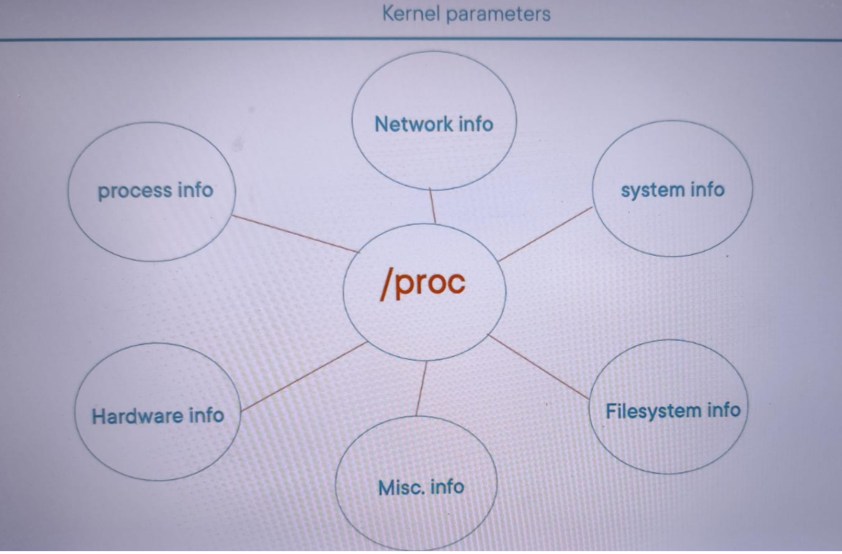 Kernel parameters
Network info
process info
system info
/proc
Hardware info
Filesystem info
Misc. info